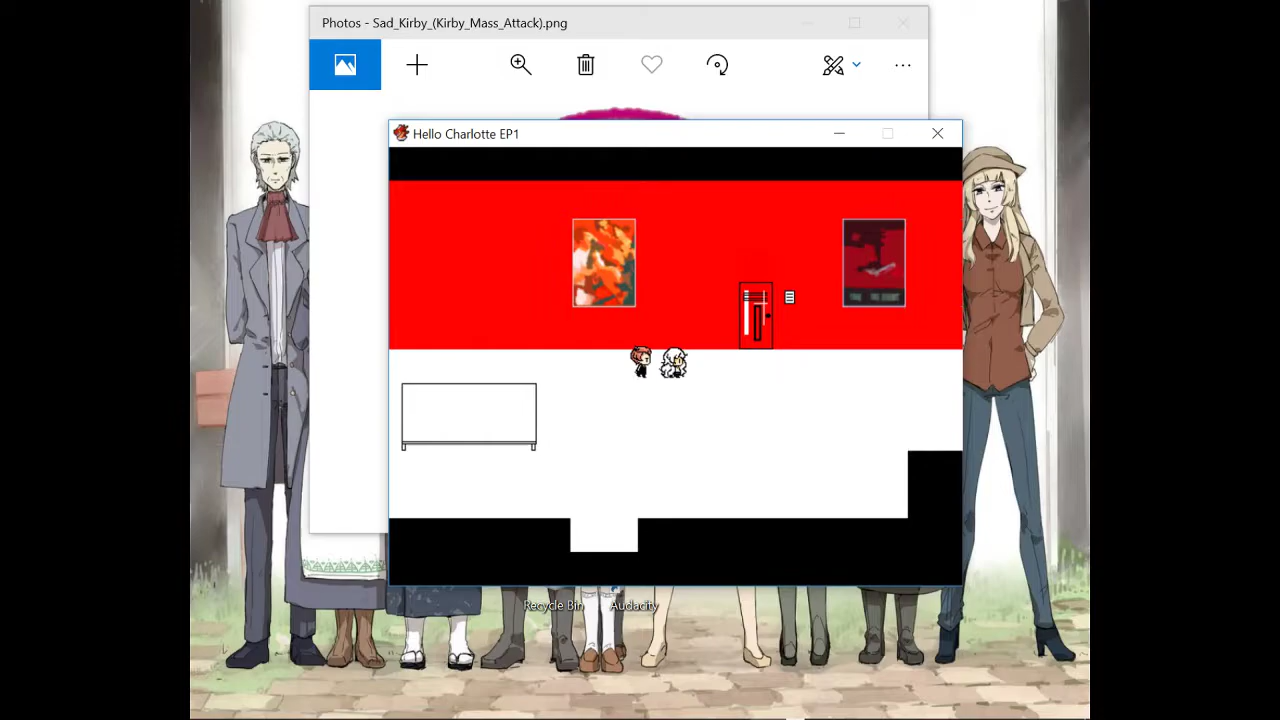 Photos - Sad_Kirby_(Kirby_Mass_Attack).png
Hello Charlotte EP1
Recycle Bin
Audacity